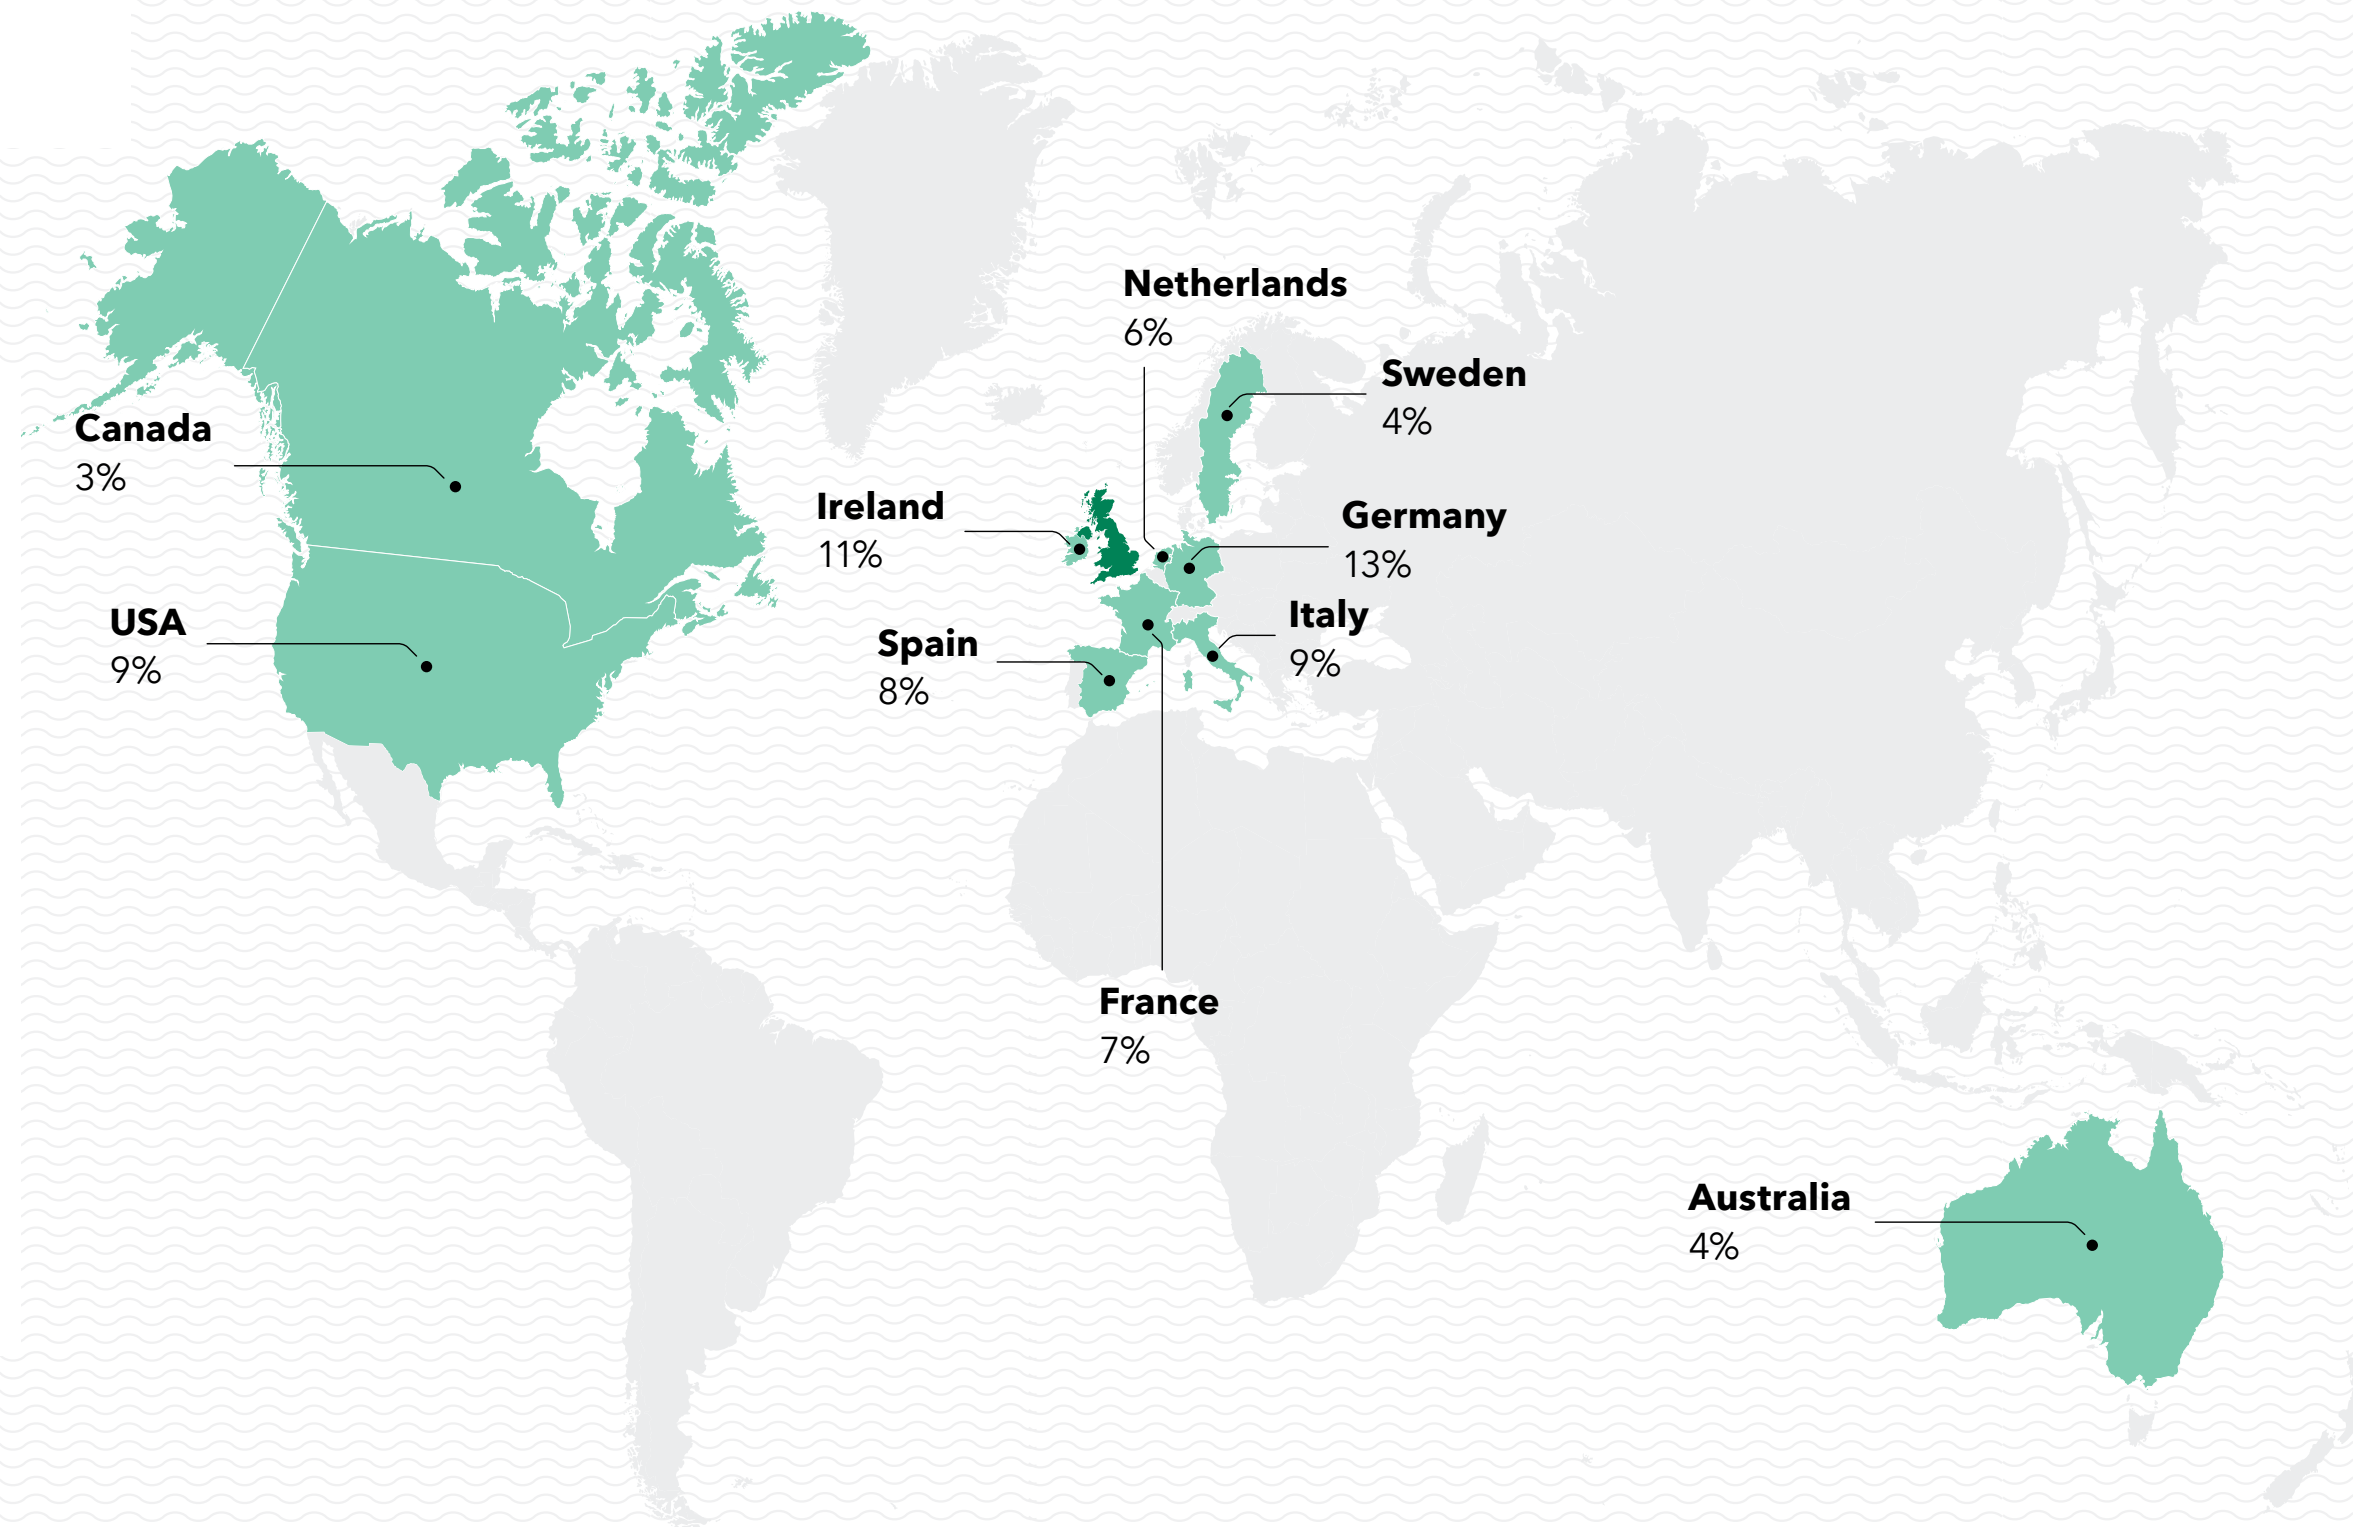 Netherlands
6%
Sweden
4%
Canada
3%
Ireland
11%
Germany
13%
USA
9%
Italy
9%
Spain
8%
France
7%
Australia
4%